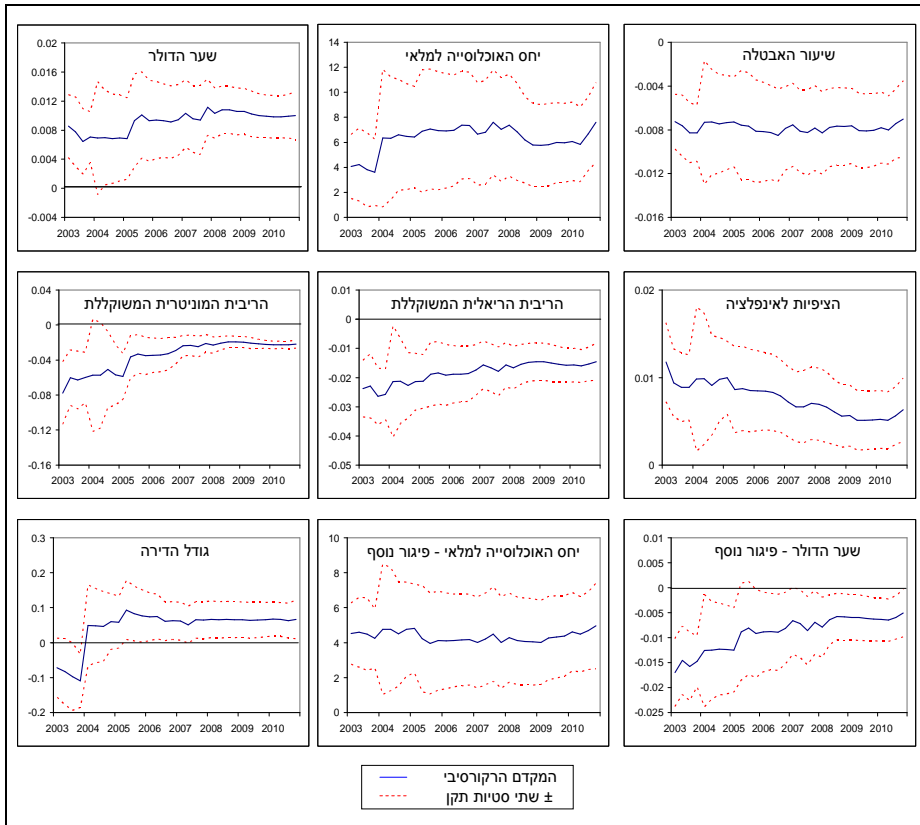 שיעור האבטלה
0
-0.004
-0.008
-0.012
-0.016
2003 2004 2005 2006 2007 2008 2009 2010
יחס האוכלוסייה למלאי
14
12
10
8
6
4
2
0
2003 2004 2005 2006 2007 2008 2009 2010
שער הדולר
0.02
0.016
0.012
0.008
0.004
0
-0.004
2003 2004 2005 2006 2007 2008 2009 2010
הציפיות לאינפלציה
0.02
0.01
0
2003 2004 2005 2006 2007 2008 2009 2010
הריבית הריאלית המשוקללת
0.01
0
-0.01
-0.02
-0.03
-0.04
-0.05
2003 2004 2005 2006 2007 2008 2009 2010
הריבית המוניטרית המשוקללת
0.04
0
-0.04
-0.08
-0.12
-0.16
2003 2004 2005 2006 2007 2008 2009 2010
שער הדולר - פיגור נוסף
0.01
0.005
0
-0.005
-0.01
-0.015
-0.02
-0.025
2003 2004 2005 2006 2007 2008 2009 2010
יחס האוכלוסייה למלאי - פיגור נוסף
10
8
6
4
2
0
2003 2004 2005 2006 2007 2008 2009 2010
גודל הדירה
0.3
0.2
0.1
0
-0.1
-0.2
2003 2004 2005 2006 2007 2008 2009 2010
המקדם הרקורסיבי
± שתי סטיות תקן